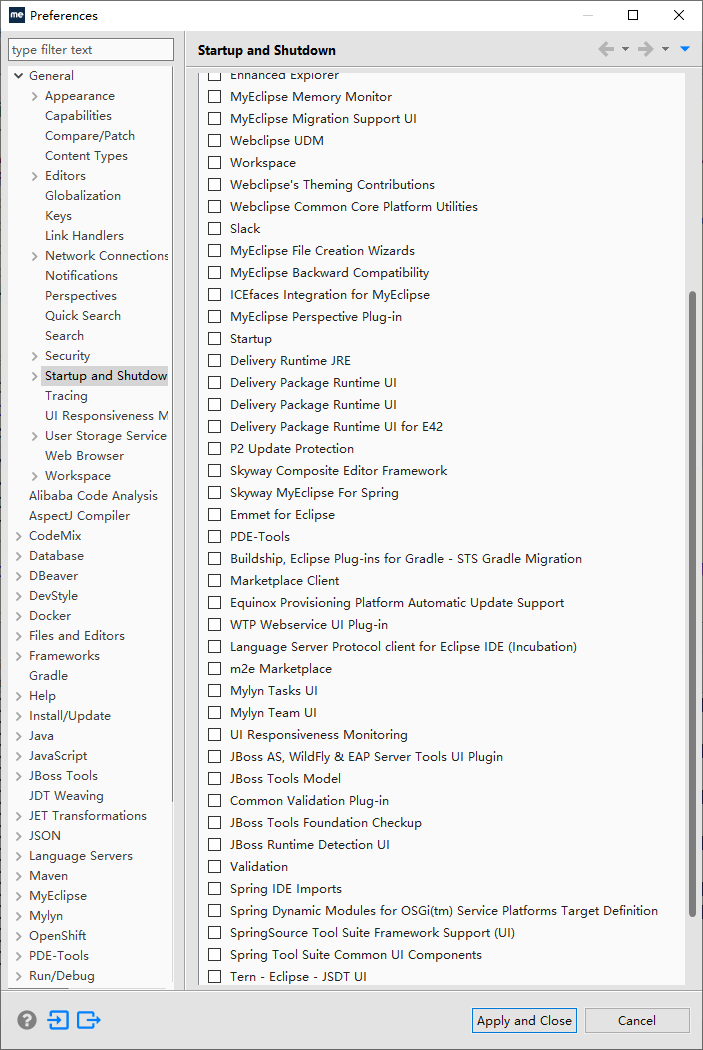 me Preferences
type filter text
General
Appearance
Capabilities
Compare/Patch
Content Types
Editors
Globalization
Keys
Link Handlers
Network Connections
Notifications
Perspectives
Quick Search
Search
Security
Startup and Shutdow
Tracing
UI Responsiveness M
User Storage Service
Web Browser
Workspace
Alibaba Code Analysis
AspectJ Compiler
CodeMix
Database
DBeaver
DevStyle
Docker
Files and Editors
Frameworks
Gradle
Help
Install/Update
Java
JavaScript
JBoss Tools
JDT Weaving
JET Transformations
JSON
Language Servers
Maven
MyEclipse
Mylyn
OpenShift
PDE-Tools
Run/Debug
Startup and Shutdown
Enhanced Explorer
MyEclipse Memory Monitor
MyEclipse Migration Support UI
Webclipse UDM
Workspace
Webclipse's Theming Contributions
Webclipse Common Core Platform Utilities
Slack
MyEclipse File Creation Wizards
MyEclipse Backward Compatibility
ICEfaces Integration for MyEclipse
MyEclipse Perspective Plug-in
Startup
Delivery Runtime JRE
Delivery Package Runtime UI
Delivery Package Runtime UI
Delivery Package Runtime UI for E42
P2 Update Protection
Skyway Composite Editor Framework
Skyway MyEclipse For Spring
Emmet for Eclipse
PDE-Tools
Buildship, Eclipse Plug-ins for Gradle - STS Gradle Migration
Marketplace Client
Equinox Provisioning Platform Automatic Update Support
WTP Webservice UI Plug-in
Language Server Protocol client for Eclipse IDE (Incubation)
m2e Marketplace
Mylyn Tasks UI
Mylyn Team UI
UI Responsiveness Monitoring
JBoss AS, WildFly & EAP Server Tools UI Plugin
JBoss Tools Model
Common Validation Plug-in
JBoss Tools Foundation Checkup
JBoss Runtime Detection UI
Validation
Spring IDE Imports
Spring Dynamic Modules for OSGi(tm) Service Platforms Target Definition
SpringSource Tool Suite Framework Support (UI)
Spring Tool Suite Common UI Components
Tern - Eclipse - JSDT UI
?
Apply and Close
Cancel